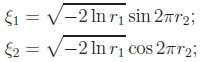 ξ₁ = √(−2 ln r₁) sin 2πr₂;
ξ₂ = √(−2 ln r₁) cos 2πr₂;